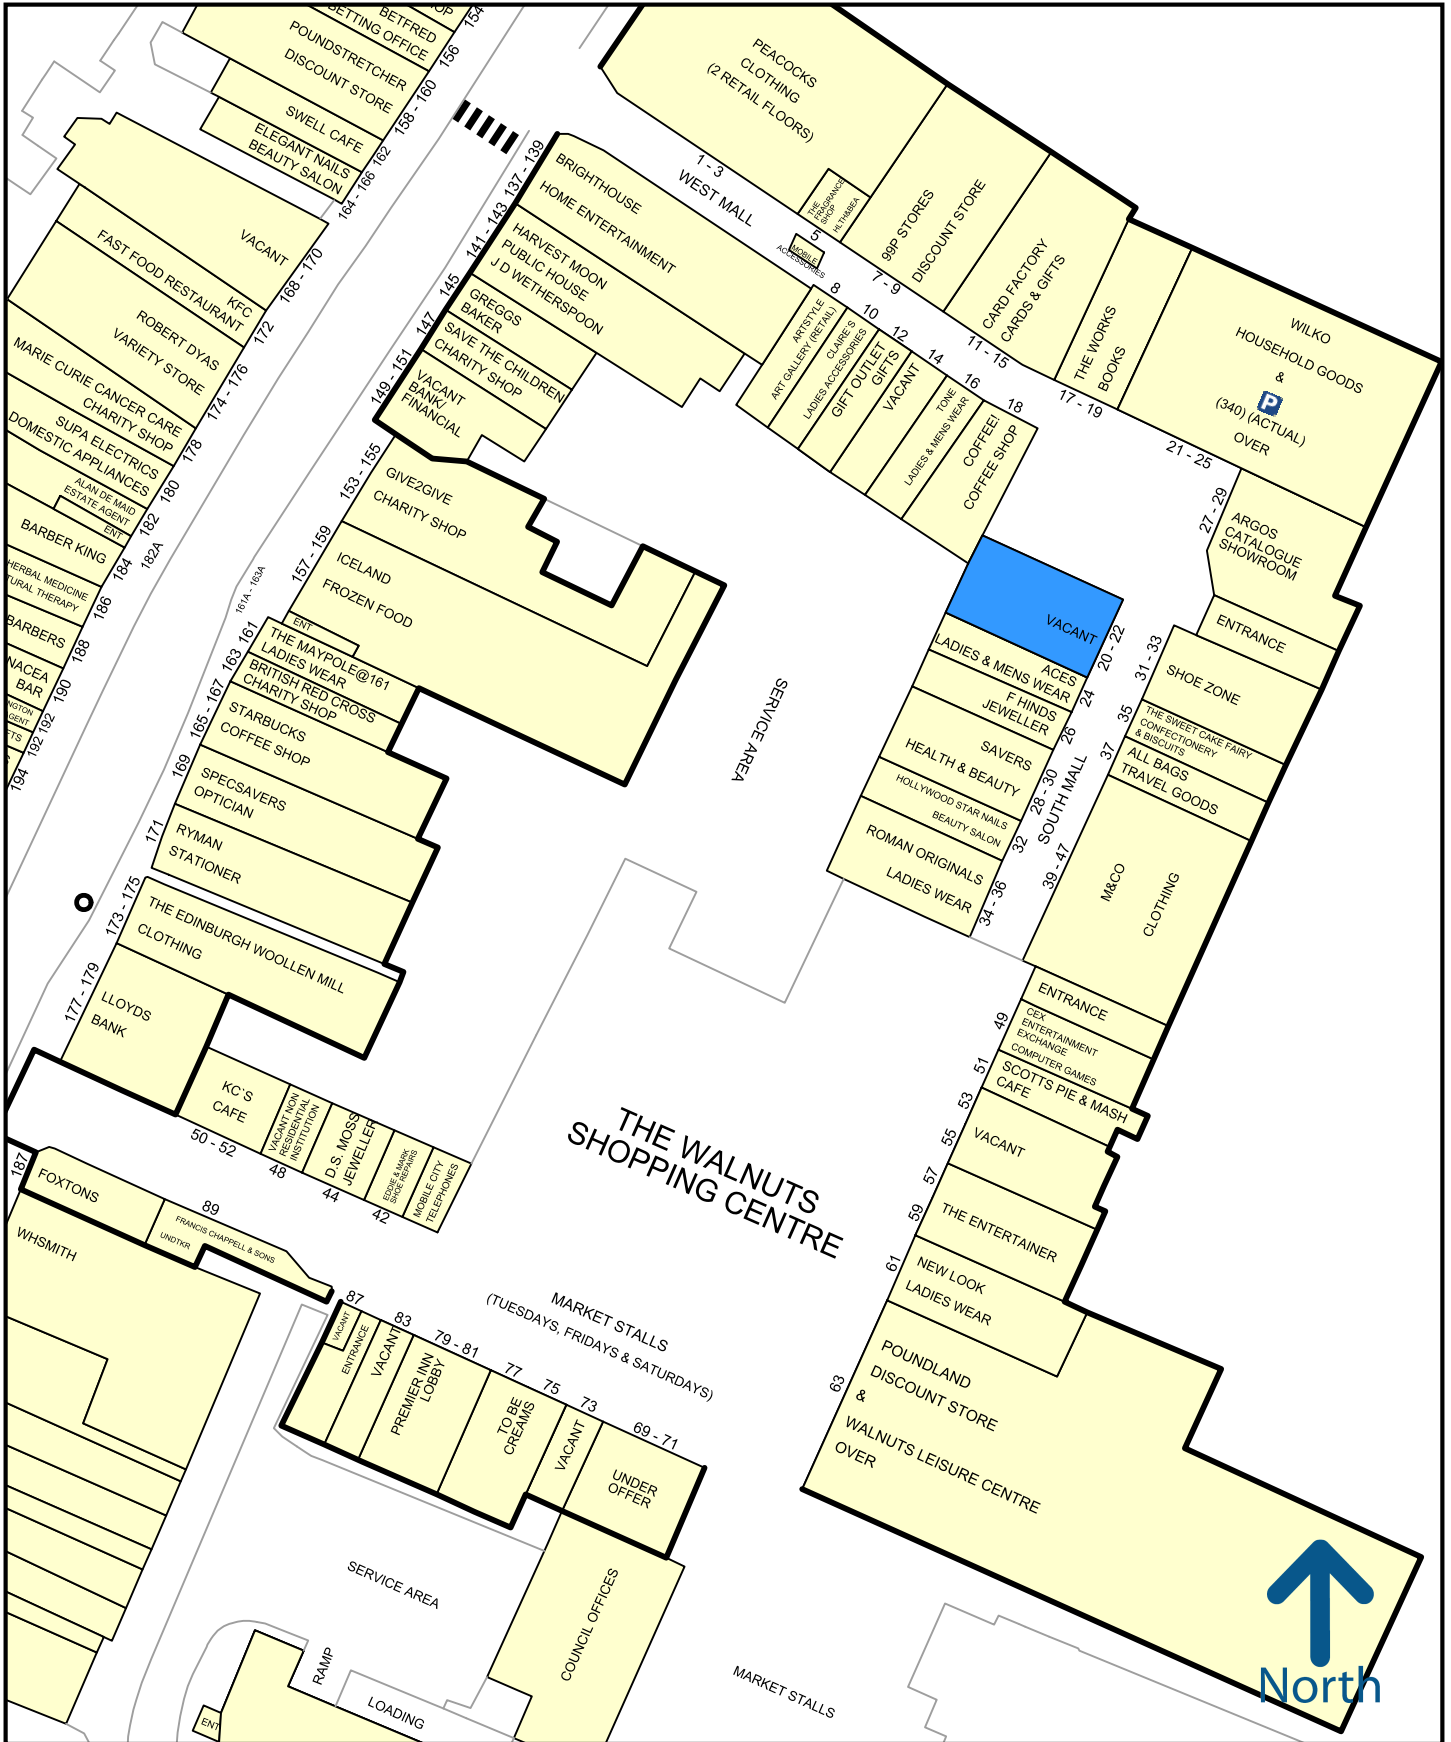 OP
154
BETFRED
BETTING OFFICE
156
POUNDSTRETCHER
DISCOUNT STORE
158 - 160
SWELL CAFE
162
ELEGANT NAILS
BEAUTY SALON
164 - 166
VACANT
168 - 170
KFC
FAST FOOD RESTAURANT
172
ROBERT DYAS
VARIETY STORE
174 - 176
MARIE CURIE CANCER CARE
CHARITY SHOP
178
SUPA ELECTRICS
DOMESTIC APPLIANCES
180
ALAN DE MAID
ESTATE AGENT
182
ENT
182A
BARBER KING
184
HERBAL MEDICINE
TURAL THERAPY
186
BARBERS
188
NACEA
BAR
190
NGTON
GENT
192
FTS
192
194
PEACOCKS
CLOTHING
(2 RETAIL FLOORS)
1 - 3
WEST MALL
THE
FRAGRANCE
SHOP
HLTH&BEA
5
MOBILE
ACCESSORIES
99P STORES
DISCOUNT STORE
7 - 9
CARD FACTORY
CARDS & GIFTS
11 - 15
THE WORKS
BOOKS
17 - 19
WILKO
HOUSEHOLD GOODS
&
P
(340) (ACTUAL)
OVER
21 - 25
137 - 139
BRIGHTHOUSE
HOME ENTERTAINMENT
141 - 143
HARVEST MOON
PUBLIC HOUSE
J D WETHERSPOON
145
GREGGS
BAKER
147
SAVE THE CHILDREN
CHARITY SHOP
149 - 151
VACANT
BANK/
FINANCIAL
8
ARTSTYLE
ART GALLERY (RETAIL)
10
CLAIRE'S
LADIES ACCESSORIES
12
GIFT OUTLET
GIFTS
14
VACANT
16
TONE
LADIES & MENS WEAR
18
COFFEE!
COFFEE SHOP
27 - 29
ARGOS
CATALOGUE
SHOWROOM
ENTRANCE
153 - 155
GIVE2GIVE
CHARITY SHOP
157 - 159
ICELAND
FROZEN FOOD
161A - 163A
ENT
161
THE MAYPOLE@161
LADIES WEAR
163
BRITISH RED CROSS
CHARITY SHOP
165 - 167
STARBUCKS
COFFEE SHOP
169
SPECSAVERS
OPTICIAN
171
RYMAN
STATIONER
173 - 175
THE EDINBURGH WOOLLEN MILL
CLOTHING
177 - 179
LLOYDS
BANK
SERVICE AREA
VACANT
20 - 22
ACES
LADIES & MENS WEAR
24
F HINDS
JEWELLER
26
SAVERS
HEALTH & BEAUTY
28 - 30
HOLLYWOOD STAR NAILS
BEAUTY SALON
32
ROMAN ORIGINALS
LADIES WEAR
34 - 36
SOUTH MALL
31 - 33
SHOE ZONE
35
THE SWEET CAKE FAIRY
CONFECTIONERY
& BISCUITS
37
ALL BAGS
TRAVEL GOODS
39 - 47
M&CO
CLOTHING
ENTRANCE
49
CEX
ENTERTAINMENT
EXCHANGE
COMPUTER GAMES
51
SCOTTS PIE & MASH
CAFE
53
55
VACANT
57
59
THE ENTERTAINER
61
NEW LOOK
LADIES WEAR
63
POUNDLAND
DISCOUNT STORE
&
WALNUTS LEISURE CENTRE
OVER
THE WALNUTS
SHOPPING CENTRE
KC`S
CAFE
50 - 52
VACANT NON
RESIDENTIAL
INSTITUTION
48
D.S. MOSS
JEWELLER
44
EDDIE & MARK
SHOE REPAIRS
42
MOBILE CITY
TELEPHONES
187
FOXTONS
89
FRANCIS CHAPPELL & SONS
UNDTKR
WHSMITH
MARKET STALLS
(TUESDAYS, FRIDAYS & SATURDAYS)
87
VACANT
ENTRANCE
83
VACANT
79 - 81
PREMIER INN
LOBBY
77
TO BE
CREAMS
75
VACANT
73
69 - 71
UNDER
OFFER
SERVICE AREA
COUNCIL OFFICES
RAMP
LOADING
ENT
MARKET STALLS
North